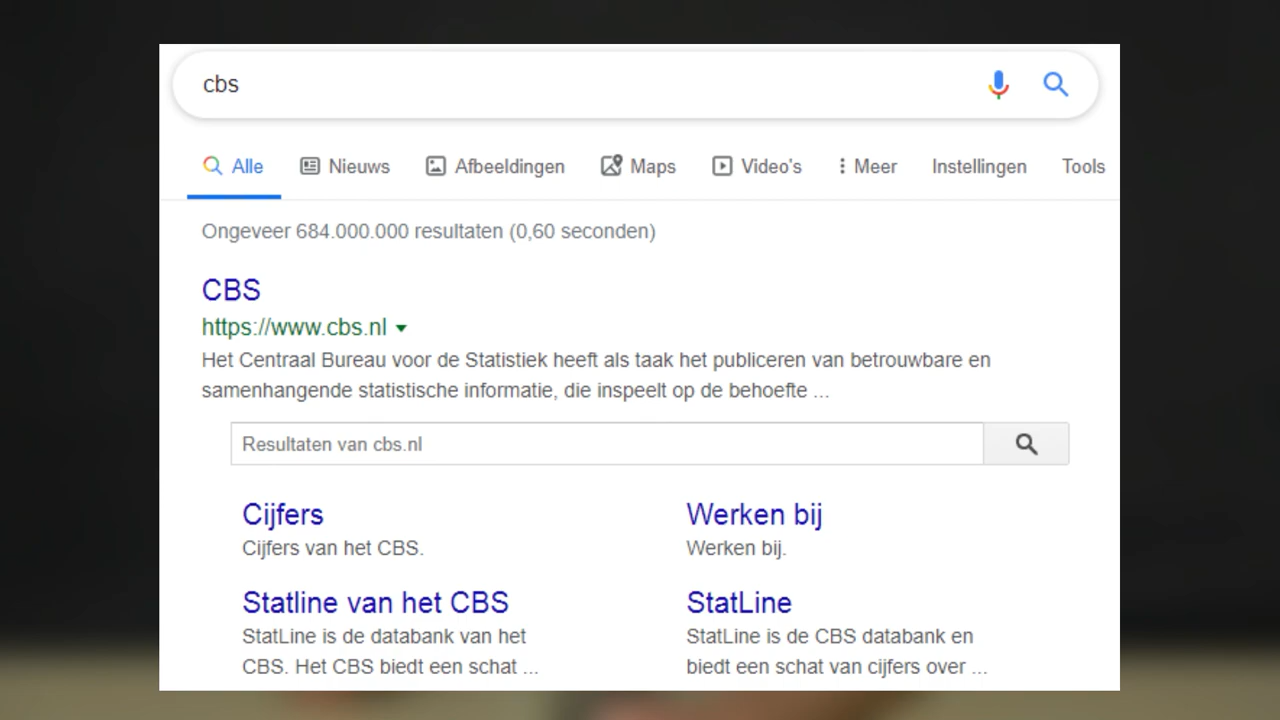 cbs
Alle Nieuws Afbeeldingen Maps Video's Meer Instellingen Tools
Ongeveer 684.000.000 resultaten (0,60 seconden)
CBS
https://www.cbs.nl
Het Centraal Bureau voor de Statistiek heeft als taak het publiceren van betrouwbare en
samenhangende statistische informatie, die inspeelt op de behoefte ...
Resultaten van cbs.nl
Cijfers
Cijfers van het CBS.
Werken bij
Werken bij.
Statline van het CBS
StatLine is de databank van het
CBS. Het CBS biedt een schat ...
StatLine
StatLine is de CBS databank en
biedt een schat van cijfers over ...